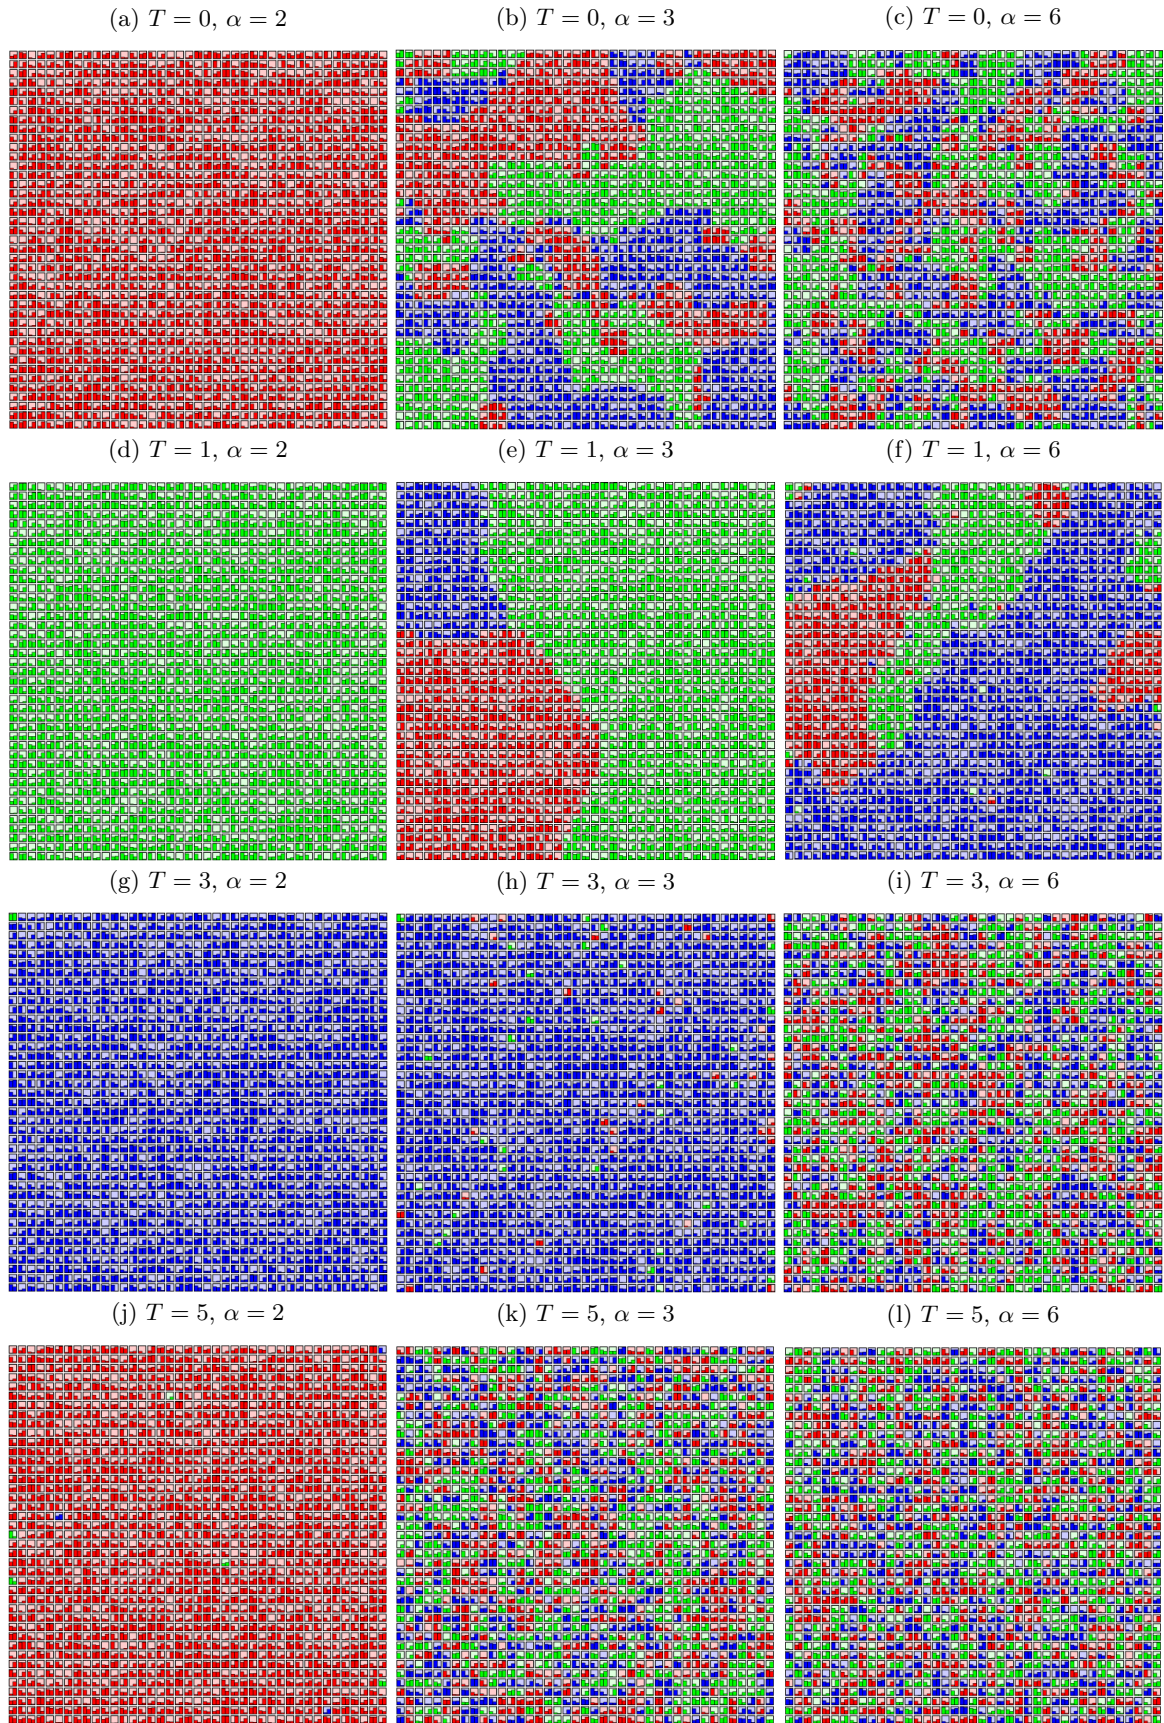 (a) T = 0, α = 2
(b) T = 0, α = 3
(c) T = 0, α = 6
(d) T = 1, α = 2
(e) T = 1, α = 3
(f) T = 1, α = 6
(g) T = 3, α = 2
(h) T = 3, α = 3
(i) T = 3, α = 6
(j) T = 5, α = 2
(k) T = 5, α = 3
(l) T = 5, α = 6